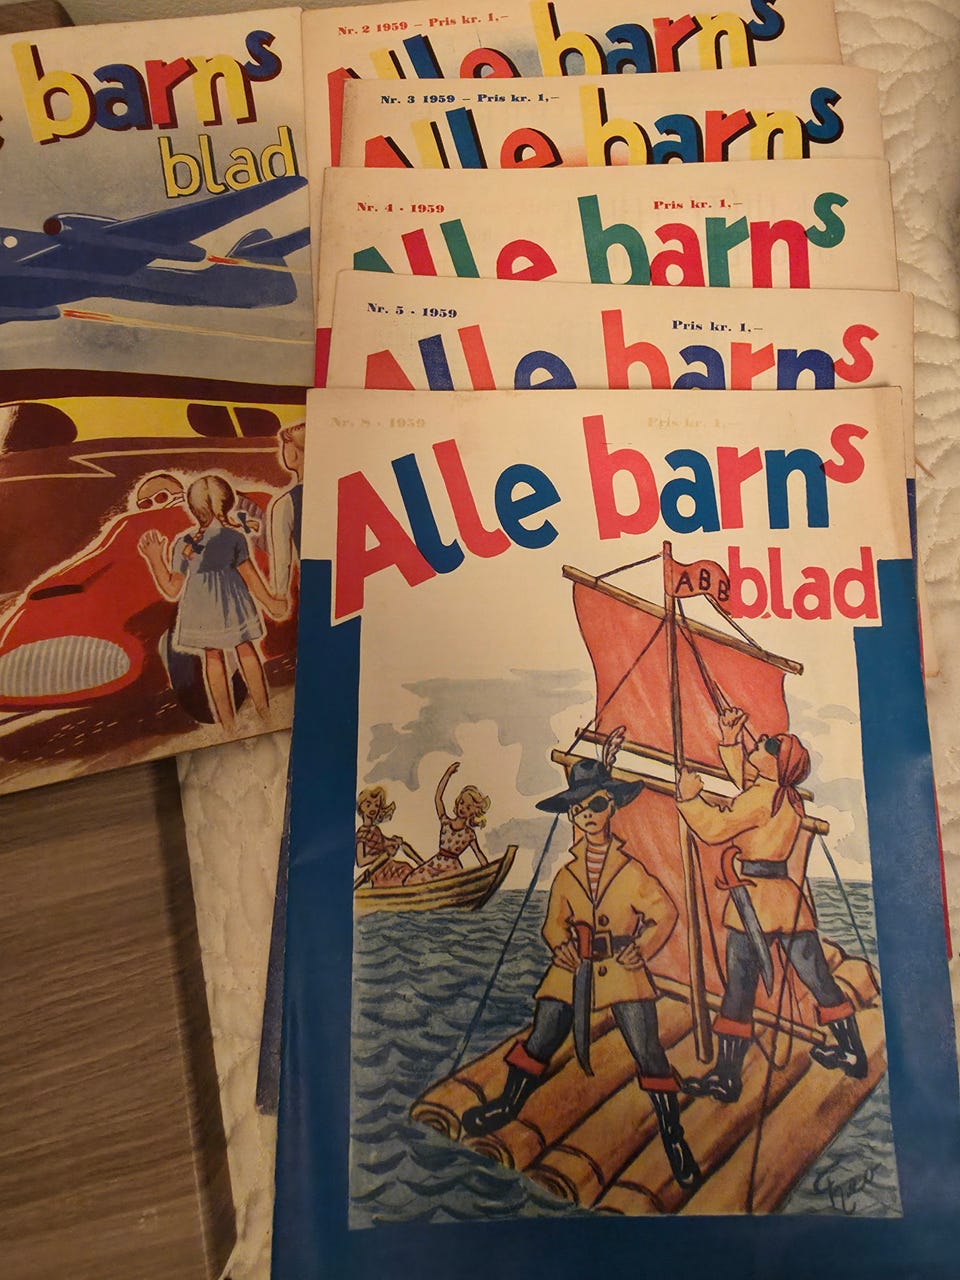 barns
blad
Nr. 2 1959 – Pris kr. 1,–
Alle barns
Nr. 3 1959 – Pris kr. 1,–
Alle barns
Nr. 4 - 1959 Pris kr. 1,–
Alle barns
Nr. 5 - 1959 Pris kr. 1,–
Alle barns
Nr. 8 - 1959 Pris kr. 1,–
Alle barns
blad
ABB